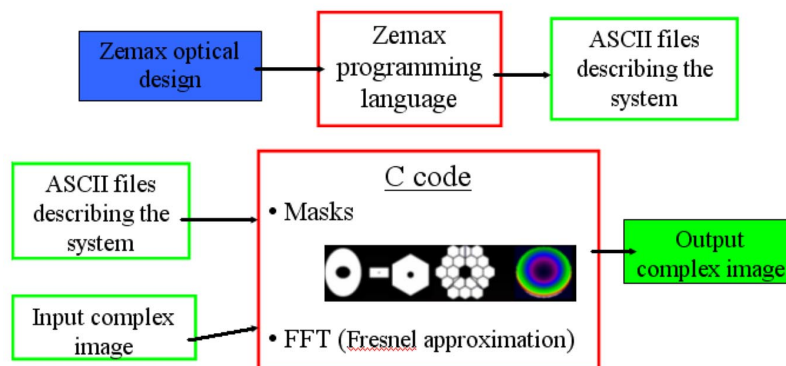 Zemax optical
design
Zemax
programming
language
ASCII files
describing the
system
ASCII files
describing the
system
Input complex
image
C code
• Masks
• FFT (Fresnel approximation)
Output
complex image